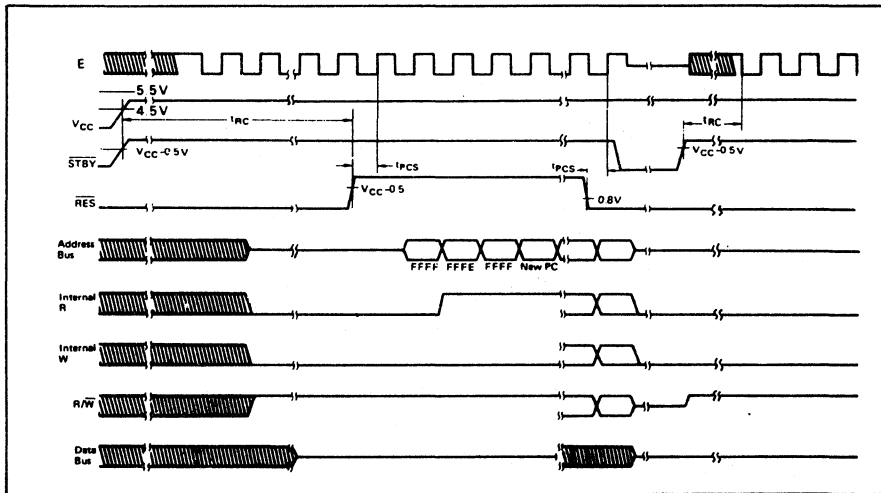 E
5.5V
4.5V
VCC
tRC
tRC
VCC-0.5V
VCC-0.5V
STBY
tPCS
tPCS
VCC-0.5
0.8V
RES
Address
Bus
FFFF FFFE FFFF New PC
Internal
R
Internal
W
R/W
Data
Bus